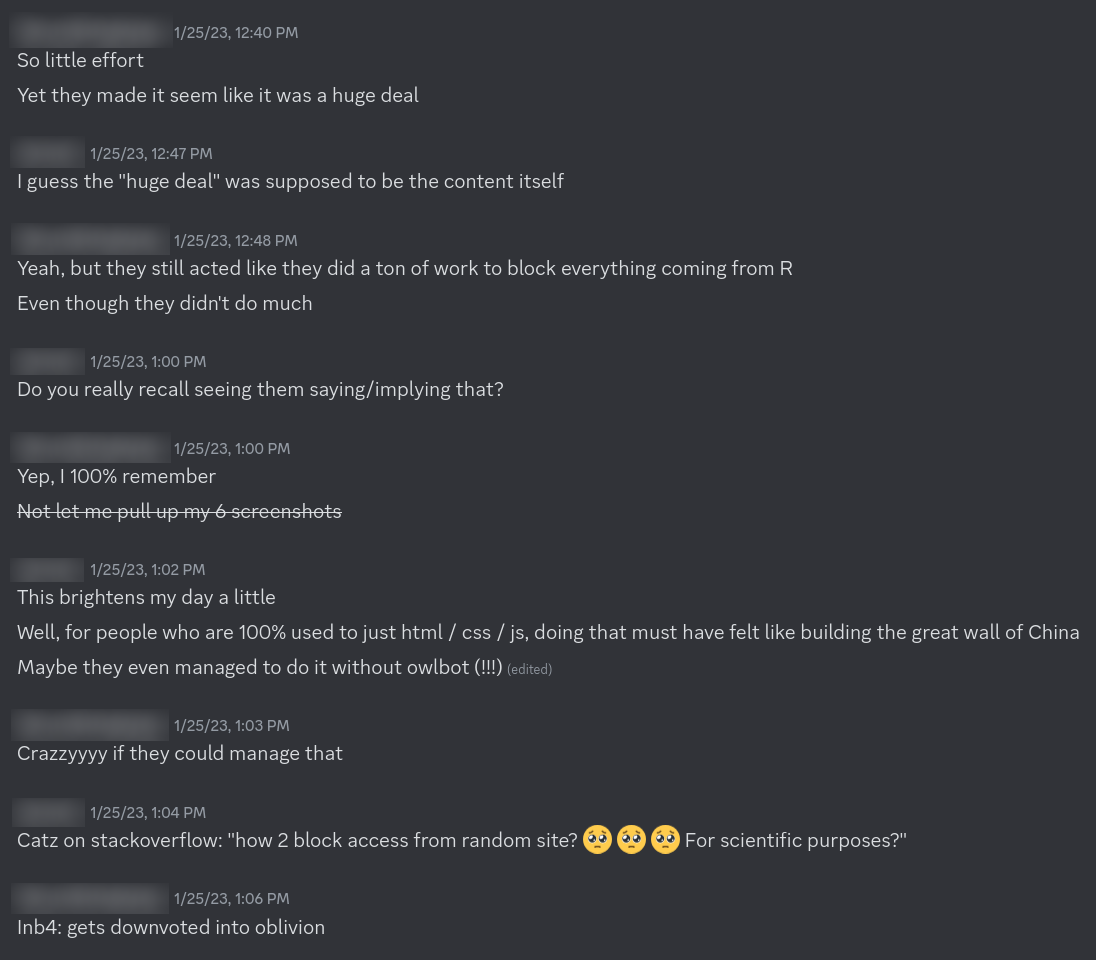 1/25/23, 12:40 PM
So little effort
Yet they made it seem like it was a huge deal
1/25/23, 12:47 PM
I guess the "huge deal" was supposed to be the content itself
1/25/23, 12:48 PM
Yeah, but they still acted like they did a ton of work to block everything coming from R
Even though they didn't do much
1/25/23, 1:00 PM
Do you really recall seeing them saying/implying that?
1/25/23, 1:00 PM
Yep, I 100% remember
Not let me pull up my 6 screenshots
1/25/23, 1:02 PM
This brightens my day a little
Well, for people who are 100% used to just html / css / js, doing that must have felt like building the great wall of China
Maybe they even managed to do it without owlbot (!!!) (edited)
1/25/23, 1:03 PM
Crazzyyyy if they could manage that
1/25/23, 1:04 PM
Catz on stackoverflow: "how 2 block access from random site? 🥺🥺🥺 For scientific purposes?"
1/25/23, 1:06 PM
Inb4: gets downvoted into oblivion